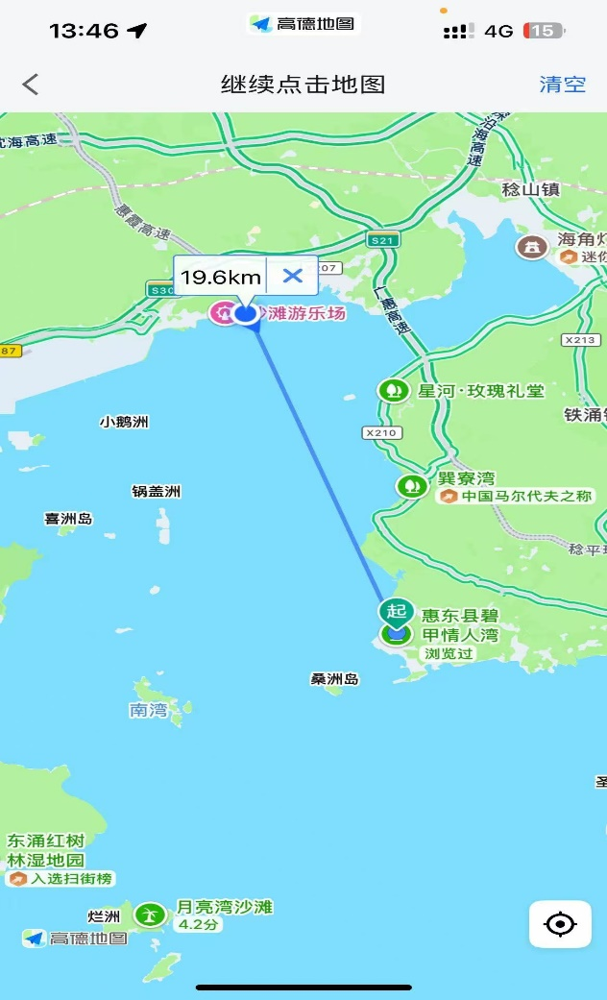 13:46
高德地图
4G
15
继续点击地图
清空
沈海高速
沿海高速
惠霞高速
稔山镇
S21
海角
迷你
19.6km
S30
07
滩游乐场
广惠高速
87
X213
星河·玫瑰礼堂
小鹅洲
铁涌镇
X210
巽寮湾
中国马尔代夫之称
锅盖洲
喜洲岛
稔平
起
惠东县碧
甲情人湾
浏览过
桑洲岛
南湾
东涌红树
林湿地园
入选扫街榜
月亮湾沙滩
4.2分
烂洲
高德地图